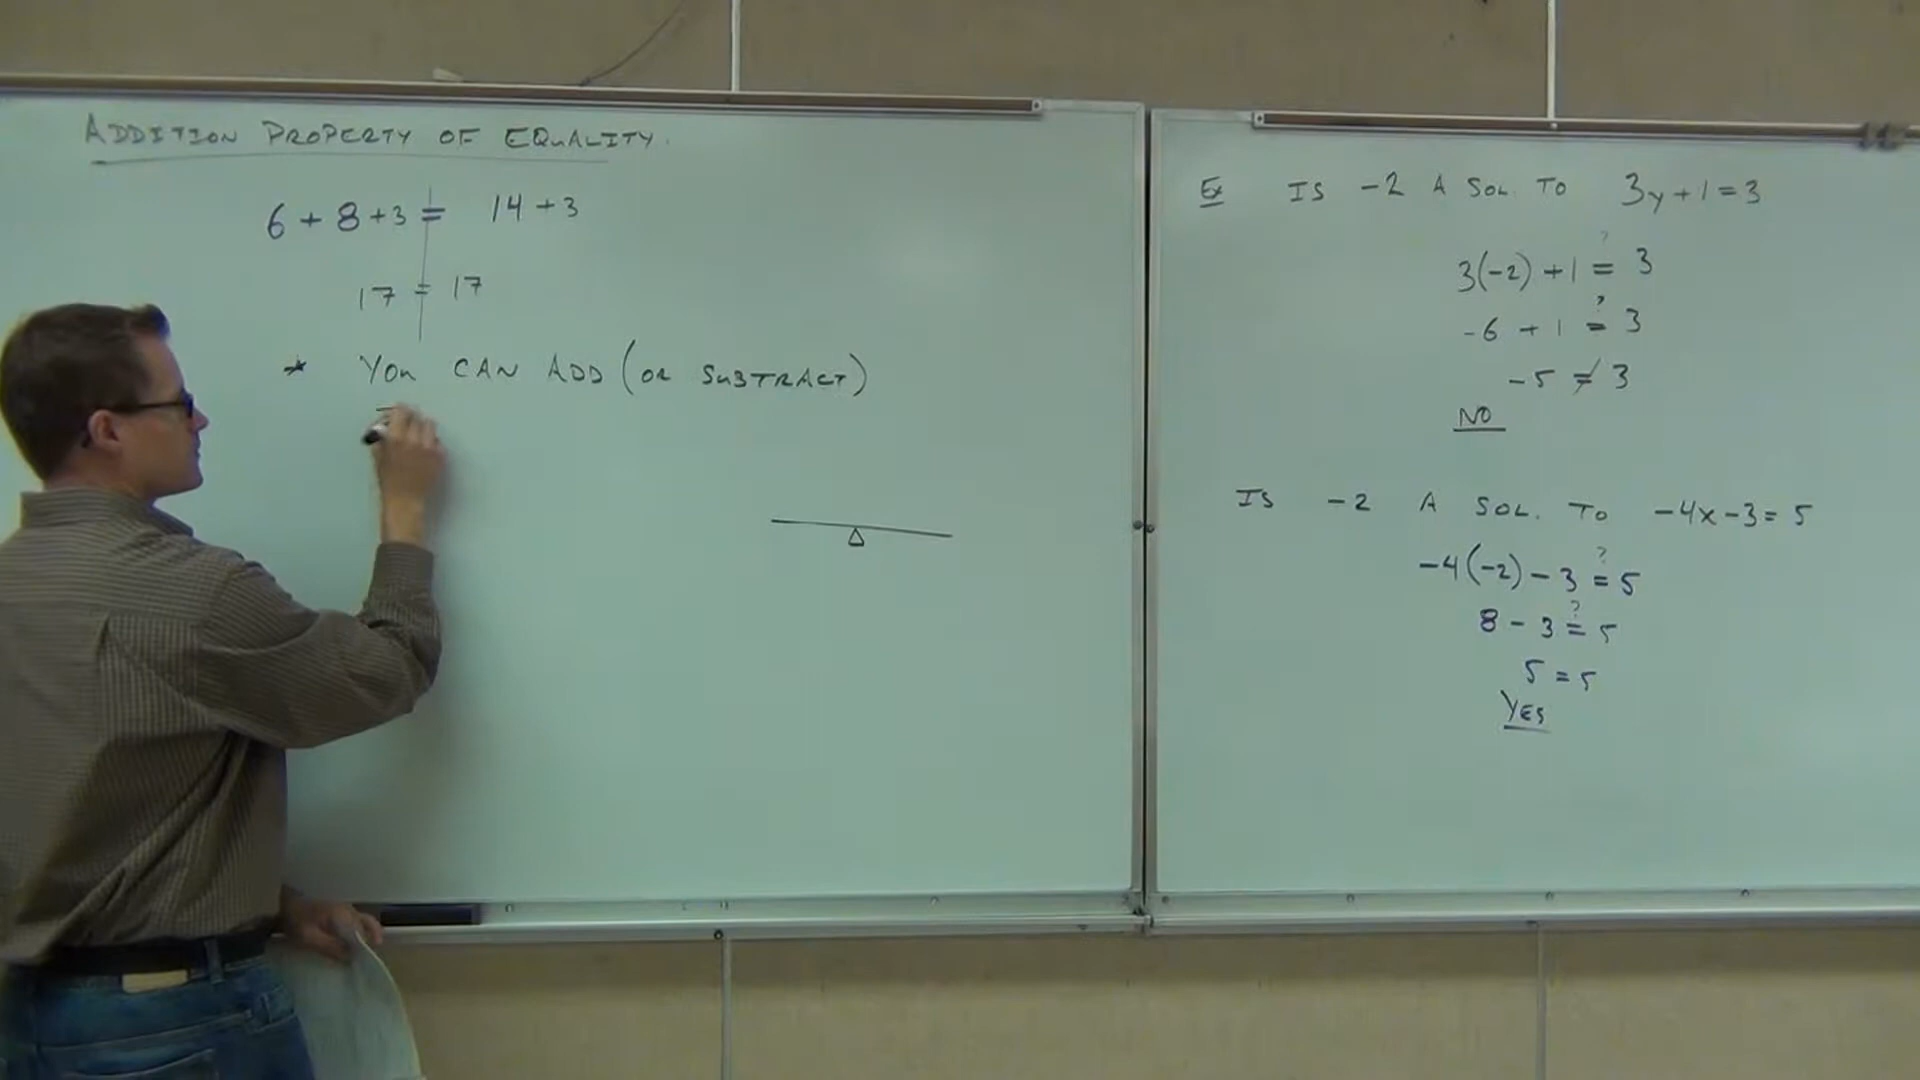 ADDITION PROPERTY OF EQUALITY.
6 + 8 + 3 = 14 + 3
17 = 17
* YOU CAN ADD (OR SUBTRACT)
Ex IS -2 A SOL. TO 3y + 1 = 3
3(-2) + 1 ?= 3
-6 + 1 ?= 3
-5 ≠ 3
NO
IS -2 A SOL. TO -4x - 3 = 5
-4(-2) - 3 ?= 5
8 - 3 ?= 5
5 = 5
YES